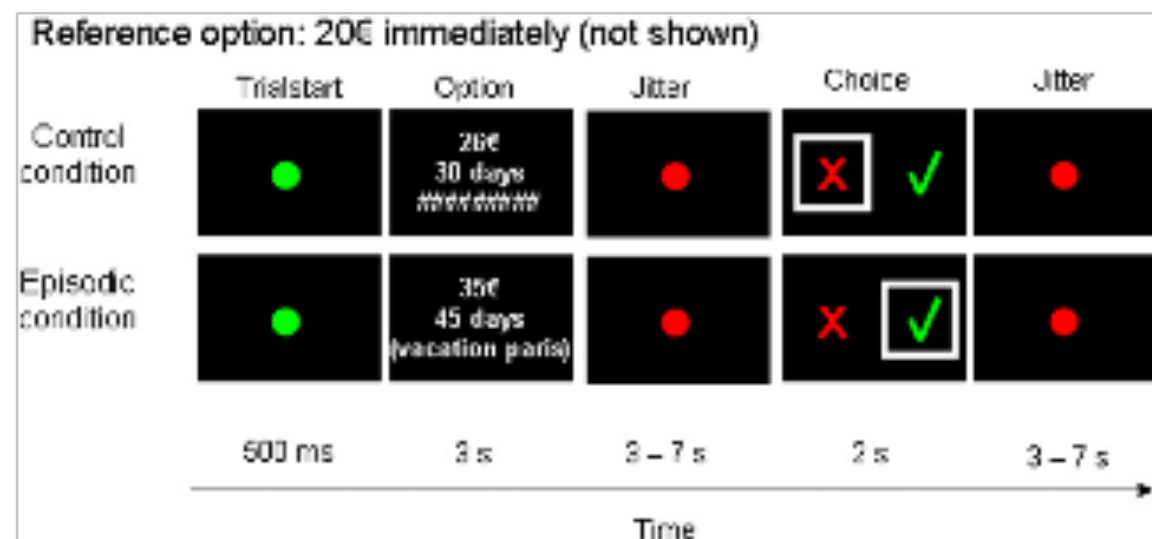 Reference option: 20€ immediately (not shown)
Trialstart Option Jitter Choice Jitter
Control condition
26€
30 days
#########
X ✓
Episodic condition
35€
45 days
(vacation paris)
X ✓
500 ms 3 s 3 – 7 s 2 s 3 – 7 s
Time